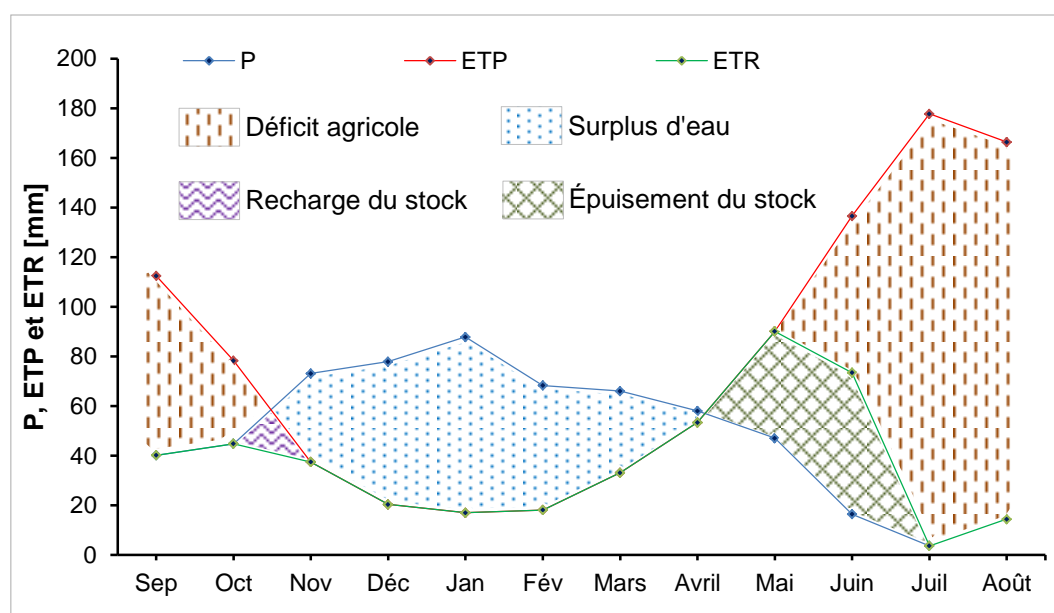 P ETP ETR
Déficit agricole Surplus d'eau
Recharge du stock Épuisement du stock
P, ETP et ETR [mm]
200
180
160
140
120
100
80
60
40
20
0
Sep Oct Nov Déc Jan Fév Mars Avril Mai Juin Juil Août